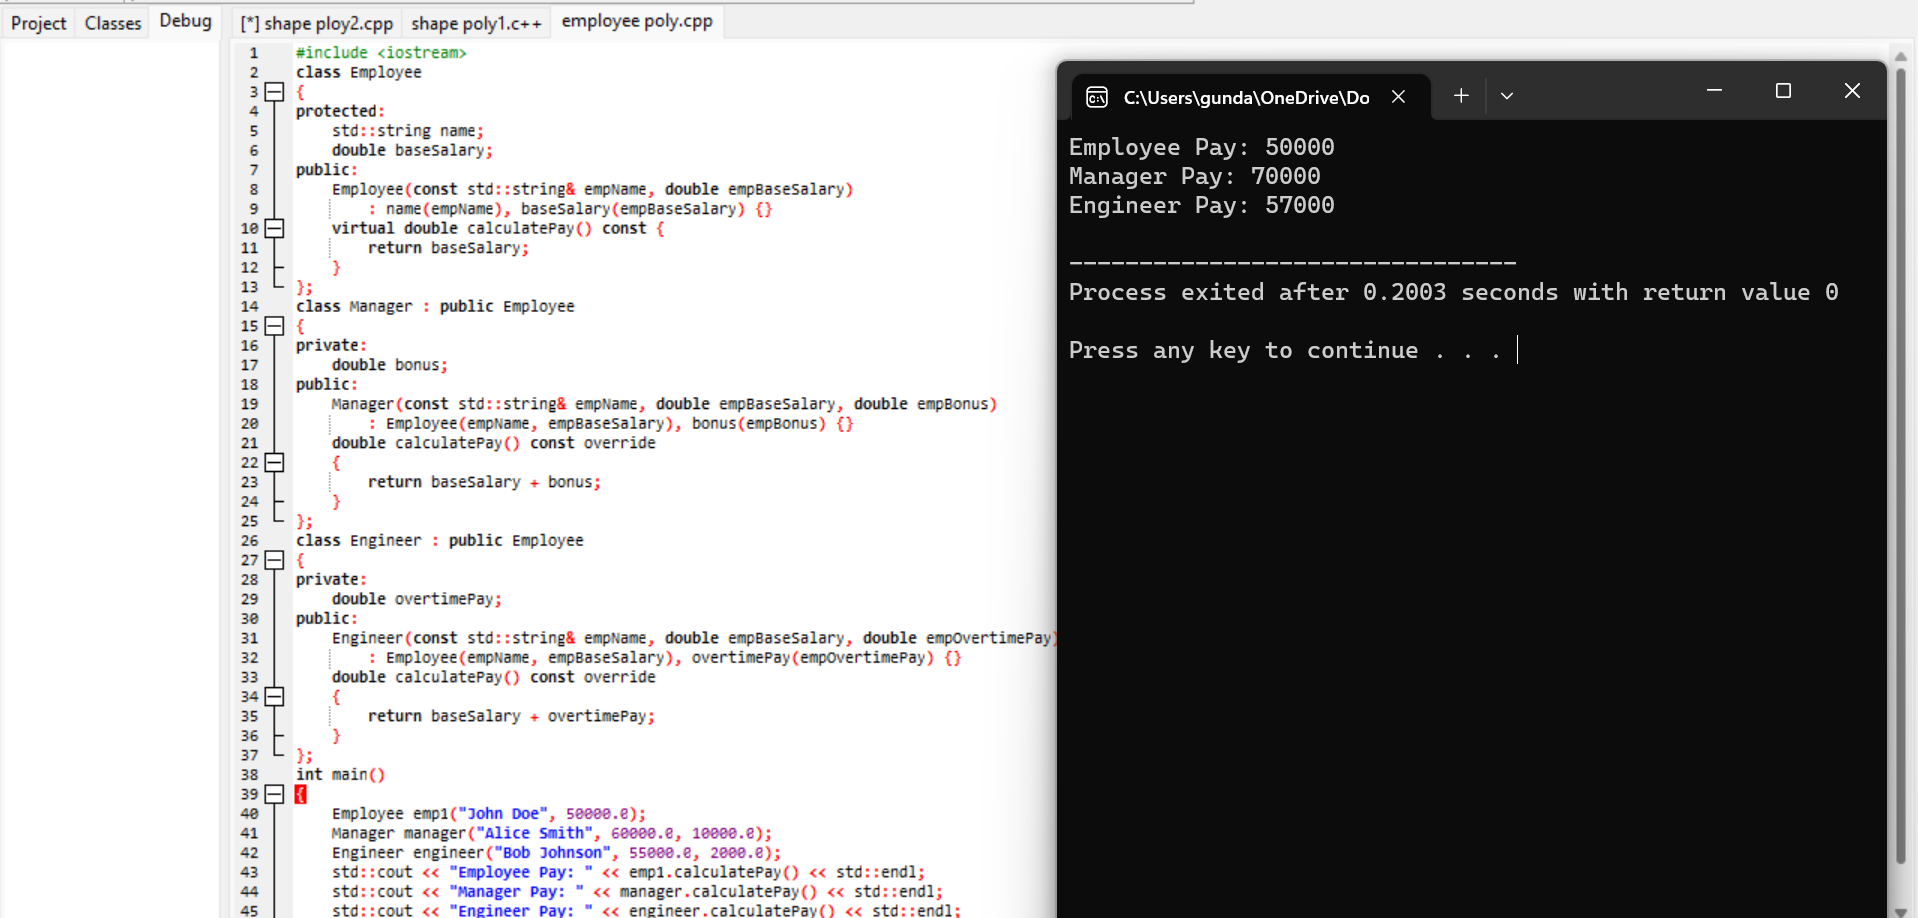 Project Classes Debug [*] shape ploy2.cpp shape poly1.c++ employee poly.cpp
1 #include <iostream>
2 class Employee
3 {
4 protected:
5 std::string name;
6 double baseSalary;
7 public:
8 Employee(const std::string& empName, double empBaseSalary)
9 : name(empName), baseSalary(empBaseSalary) {}
10 virtual double calculatePay() const {
11 return baseSalary;
12 }
13 };
14 class Manager : public Employee
15 {
16 private:
17 double bonus;
18 public:
19 Manager(const std::string& empName, double empBaseSalary, double empBonus)
20 : Employee(empName, empBaseSalary), bonus(empBonus) {}
21 double calculatePay() const override
22 {
23 return baseSalary + bonus;
24 }
25 };
26 class Engineer : public Employee
27 {
28 private:
29 double overtimePay;
30 public:
31 Engineer(const std::string& empName, double empBaseSalary, double empOvertimePay)
32 : Employee(empName, empBaseSalary), overtimePay(empOvertimePay) {}
33 double calculatePay() const override
34 {
35 return baseSalary + overtimePay;
36 }
37 };
38 int main()
39 {
40 Employee emp1("John Doe", 50000.0);
41 Manager manager("Alice Smith", 60000.0, 10000.0);
42 Engineer engineer("Bob Johnson", 55000.0, 2000.0);
43 std::cout << "Employee Pay: " << emp1.calculatePay() << std::endl;
44 std::cout << "Manager Pay: " << manager.calculatePay() << std::endl;
45 std::cout << "Engineer Pay: " << engineer.calculatePay() << std::endl;
C:\Users\gunda\OneDrive\Do
Employee Pay: 50000
Manager Pay: 70000
Engineer Pay: 57000
--------------------------------
Process exited after 0.2003 seconds with return value 0
Press any key to continue . . .